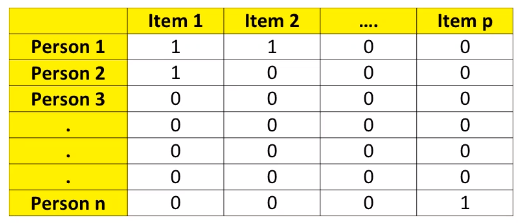 Item 1 Item 2 .... Item p
Person 1 1 1 0 0
Person 2 1 0 0 0
Person 3 0 0 0 0
. 0 0 0 0
. 0 0 0 0
. 0 0 0 0
Person n 0 0 0 1